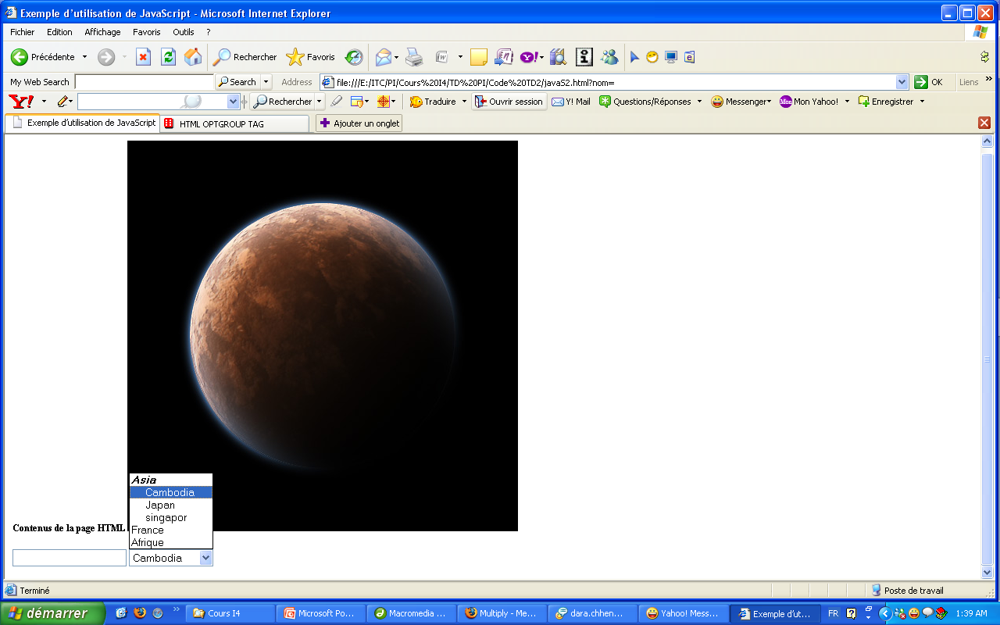 Exemple d'utilisation de JavaScript - Microsoft Internet Explorer
Fichier Edition Affichage Favoris Outils ?
Précédente Rechercher Favoris
My Web Search Search Address file:///E:/ITC/PI/Cours%20I4/TD%20PI/Code%20TD2/javaS2.html?nom= OK Liens »
Y! Rechercher Traduire Ouvrir session Y! Mail Questions/Réponses Messenger Mon Yahoo! Enregistrer
Exemple d'utilisation de JavaScript HTML OPTGROUP TAG Ajouter un onglet
Asia
Cambodia
Japan
singapor
Contenus de la page HTML France
Afrique
Cambodia
Terminé Poste de travail
démarrer » Cours I4 Microsoft Po... Macromedia ... Multiply - Me... dara.chhen... Yahoo! Mess... Exemple d'ut... FR 1:39 AM